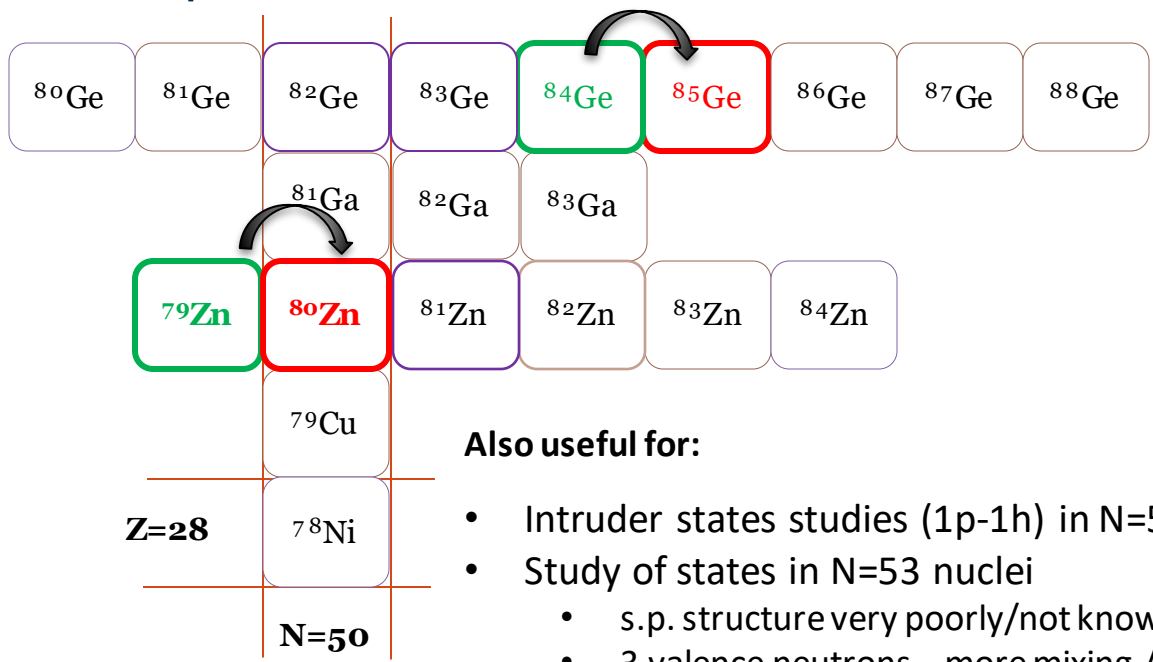 ⁸⁰Ge ⁸¹Ge ⁸²Ge ⁸³Ge ⁸⁴Ge ⁸⁵Ge ⁸⁶Ge ⁸⁷Ge ⁸⁸Ge
⁸¹Ga ⁸²Ga ⁸³Ga
⁷⁹Zn ⁸⁰Zn ⁸¹Zn ⁸²Zn ⁸³Zn ⁸⁴Zn
⁷⁹Cu
Also useful for:
Z=28 ⁷⁸Ni
• Intruder states studies (1p-1h) in
• Study of states in N=53 nuclei
• s.p. structure very poorly/not
N=50